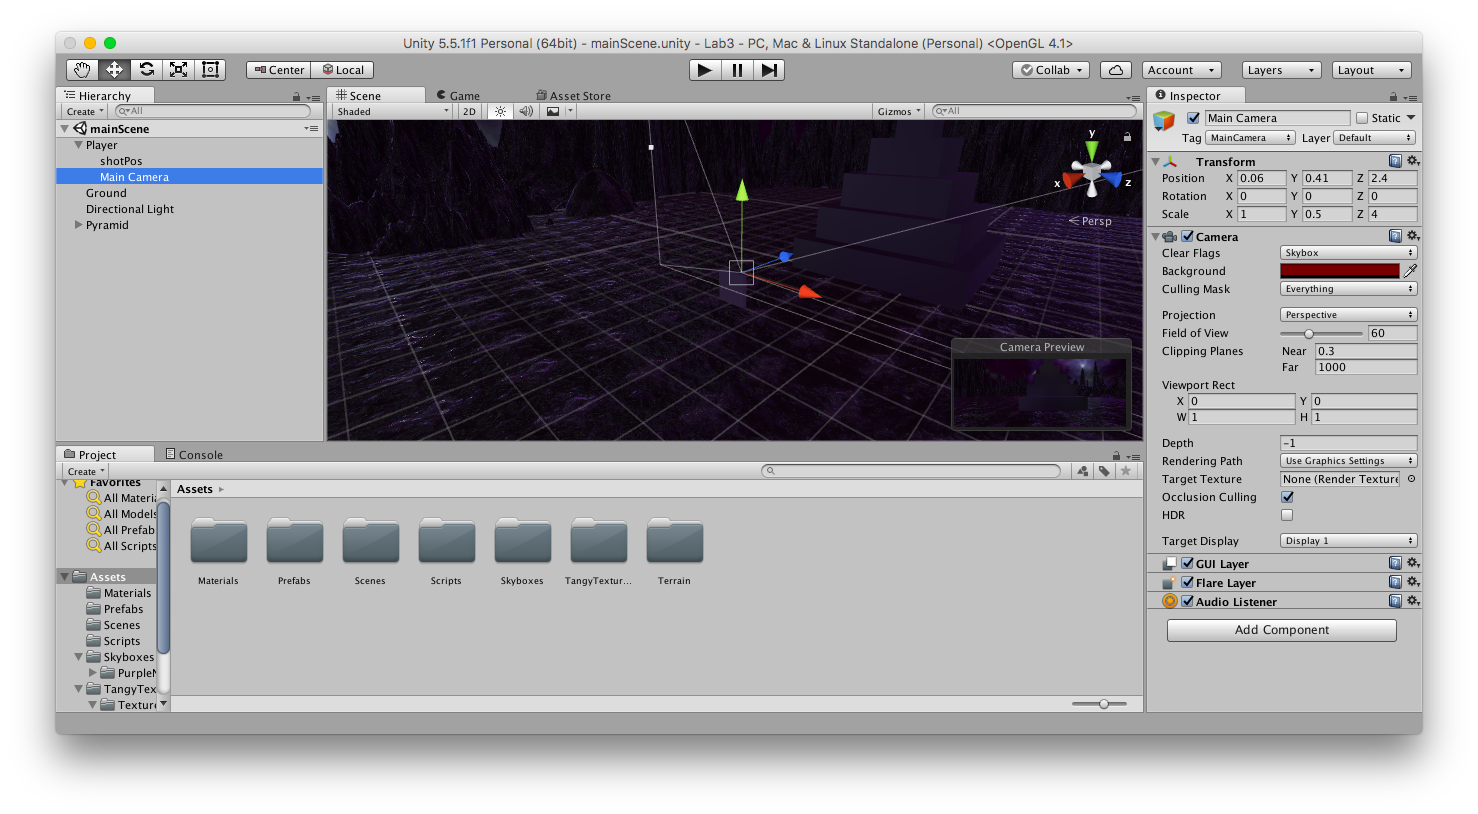 Unity 5.5.1f1 Personal (64bit) - mainScene.unity - Lab3 - PC, Mac & Linux Standalone (Personal) <OpenGL 4.1>
Center Local Collab Account Layers Layout
Hierarchy
Create All
mainScene
Player
shotPos
Main Camera
Ground
Directional Light
Pyramid
Scene Game Asset Store
Shaded 2D Gizmos All
y
x z
Persp
Camera Preview
Inspector
Main Camera Static
Tag MainCamera Layer Default
Transform
Position X 0.06 Y 0.41 Z 2.4
Rotation X 0 Y 0 Z 0
Scale X 1 Y 0.5 Z 4
Camera
Clear Flags Skybox
Background
Culling Mask Everything
Projection Perspective
Field of View 60
Clipping Planes Near 0.3
Far 1000
Viewport Rect
X 0 Y 0
W 1 H 1
Depth -1
Rendering Path Use Graphics Settings
Target Texture None (Render Texture
Occlusion Culling
HDR
Target Display Display 1
GUI Layer
Flare Layer
Audio Listener
Add Component
Project Console
Create
Favorites
All Materia
All Models
All Prefab
All Scripts
Assets
Materials
Prefabs
Scenes
Scripts
Skyboxes
PurpleN
TangyTex
Texture
Assets
Materials Prefabs Scenes Scripts Skyboxes TangyTextur... Terrain